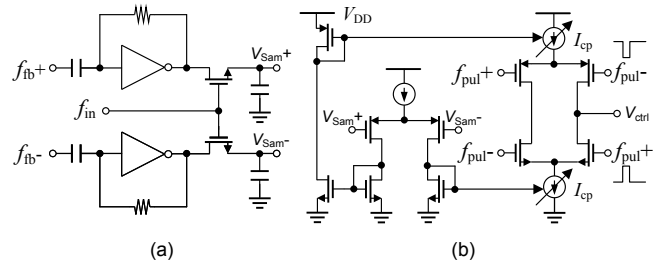 f_fb+
V_Sam+
f_in
f_fb-
V_Sam-
(a)
V_DD
V_Sam+
V_Sam-
I_cp
f_pul+
f_pul-
V_ctrl
f_pul-
f_pul+
I_cp
(b)